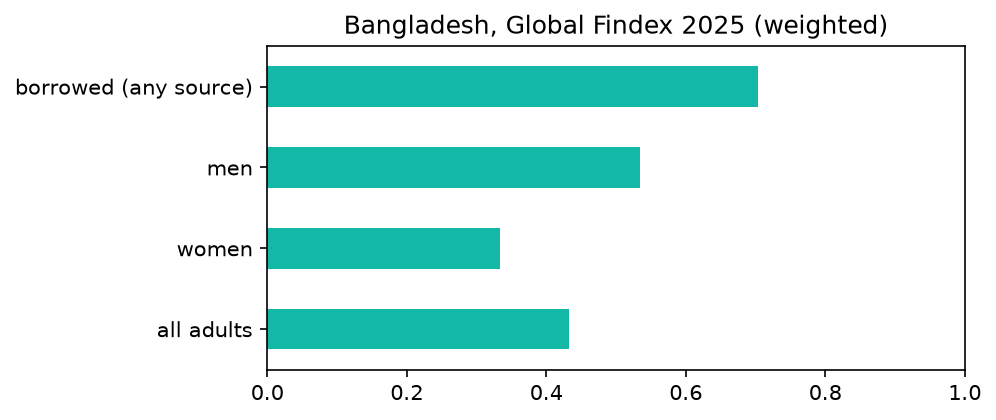 Bangladesh, Global Findex 2025 (weighted)
borrowed (any source)
men
women
all adults
0.0 0.2 0.4 0.6 0.8 1.0